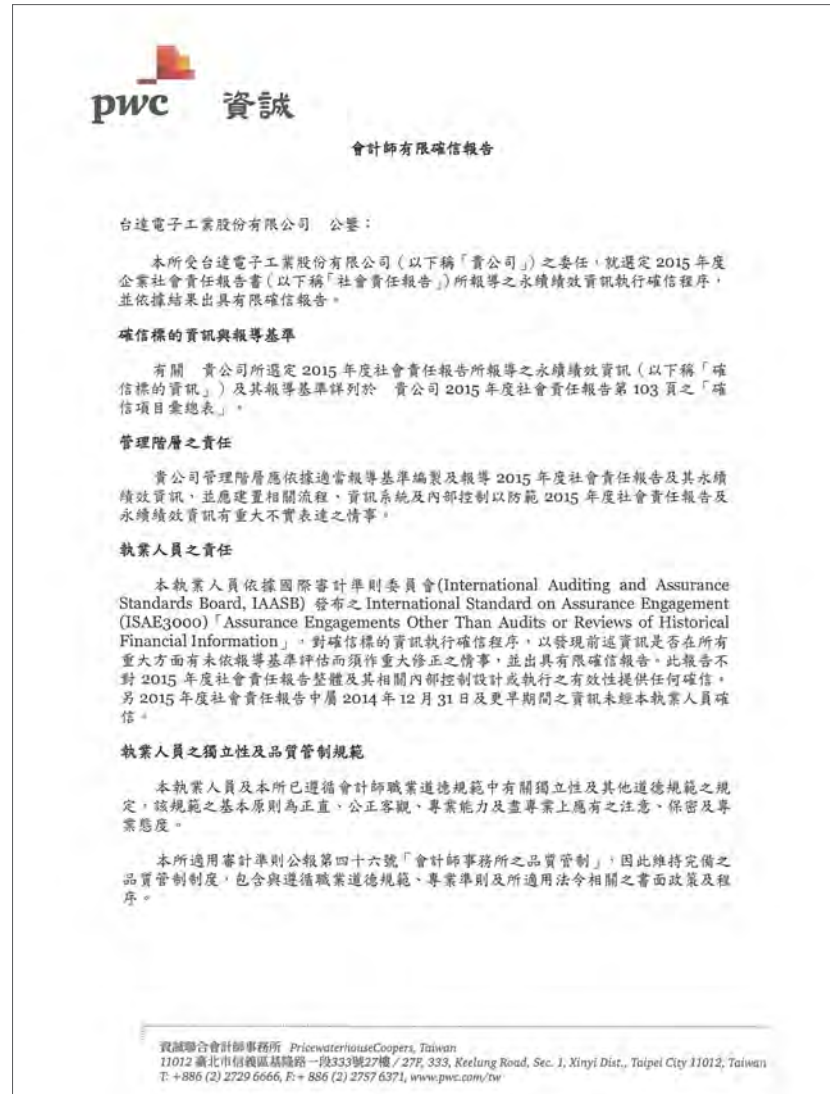 pwc 資誠
會計師有限確信報告
台達電子工業股份有限公司 公鑒：
本所受台達電子工業股份有限公司（以下稱「貴公司」）之委任，就選定 2015 年度
企業社會責任報告書（以下稱「社會責任報告」）所報導之永續績效資訊執行確信程序，
並依據結果出具有限確信報告。
確信標的資訊與報導基準
有關 貴公司所選定 2015 年度社會責任報告所報導之永續績效資訊（以下稱「確
信標的資訊」）及其報導基準詳列於 貴公司 2015 年度社會責任報告第 103 頁之「確
信項目彙總表」。
管理階層之責任
貴公司管理階層應依據適當報導基準編製及報導 2015 年度社會責任報告及其永續
績效資訊，並應建置相關流程、資訊系統及內部控制以防範 2015 年度社會責任報告及
永續績效資訊有重大不實表達之情事。
執業人員之責任
本執業人員依據國際審計準則委員會(International Auditing and Assurance
Standards Board, IAASB) 發布之 International Standard on Assurance Engagement
(ISAE3000)「Assurance Engagements Other Than Audits or Reviews of Historical
Financial Information」，對確信標的資訊執行確信程序，以發現前述資訊是否在所有
重大方面有未依報導基準評估而須作重大修正之情事，並出具有限確信報告。此報告不
對 2015 年度社會責任報告整體及其相關內部控制設計或執行之有效性提供任何確信。
另 2015 年度社會責任報告中屬 2014 年 12 月 31 日及更早期間之資訊未經本執業人員確
信。
執業人員之獨立性及品質管制規範
本執業人員及本所已遵循會計師職業道德規範中有關獨立性及其他道德規範之規
定，該規範之基本原則為正直、公正客觀、專業能力及盡專業上應有之注意、保密及專
業態度。
本所適用審計準則公報第四十六號「會計師事務所之品質管制」，因此維持完備之
品質管制制度，包含與遵循職業道德規範、專業準則及所適用法令相關之書面政策及程
序。
資誠聯合會計師事務所 PricewaterhouseCoopers, Taiwan
11012 臺北市信義區基隆路一段333號27樓 / 27F, 333, Keelung Road, Sec. 1, Xinyi Dist., Taipei City 11012, Taiwan
T: +886 (2) 2729 6666, F:+ 886 (2) 2757 6371, www.pwc.com/tw